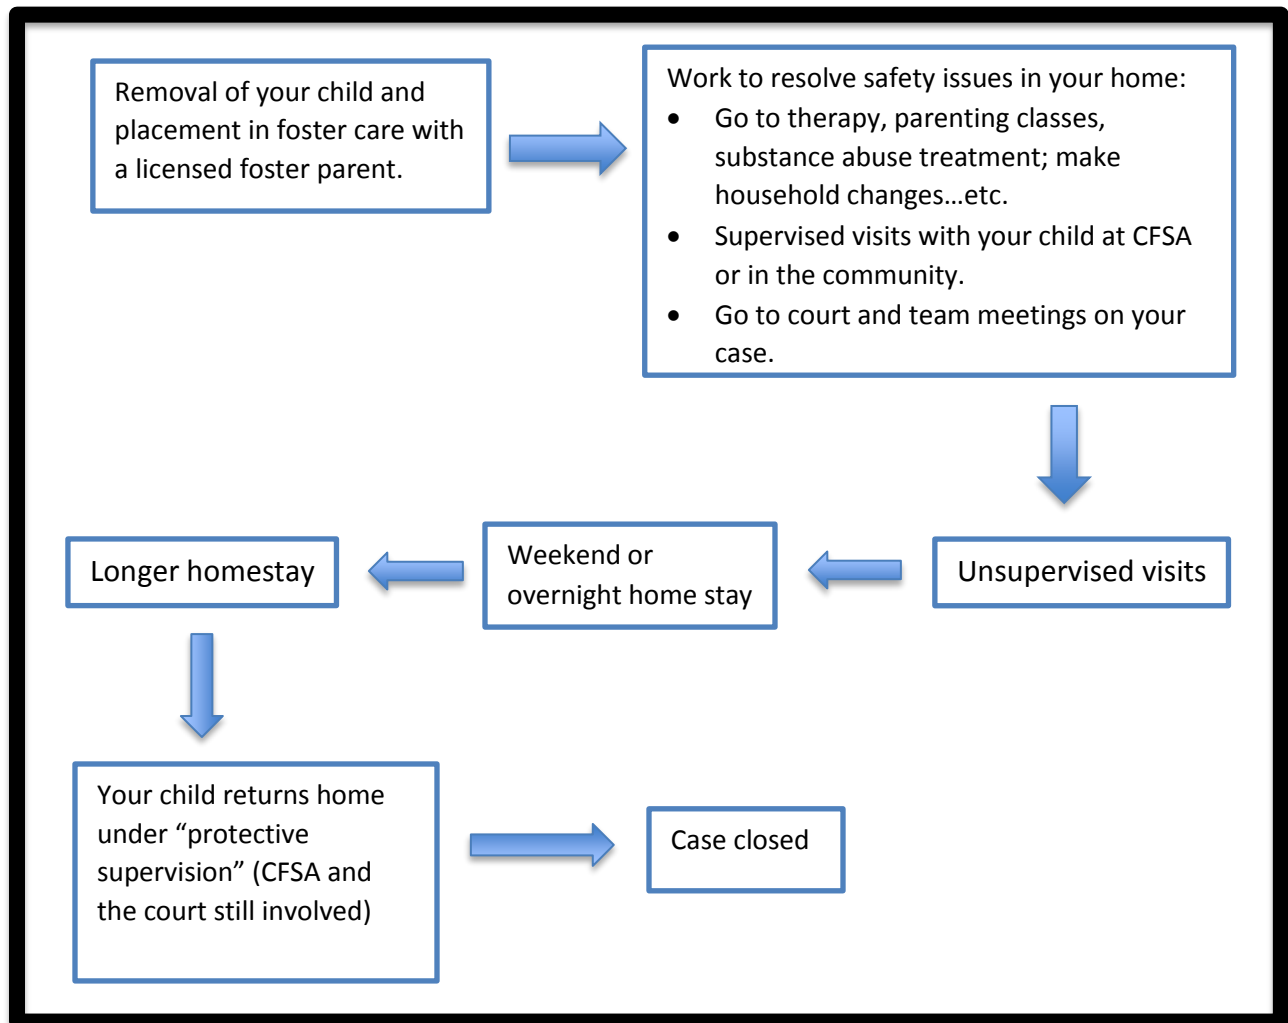 Removal of your child and
placement in foster care with
a licensed foster parent.
Work to resolve safety issues in your home:
• Go to therapy, parenting classes,
substance abuse treatment; make
household changes…etc.
• Supervised visits with your child at CFSA
or in the community.
• Go to court and team meetings on your
case.
Unsupervised visits
Weekend or
overnight home stay
Longer homestay
Your child returns home
under “protective
supervision” (CFSA and
the court still involved)
Case closed